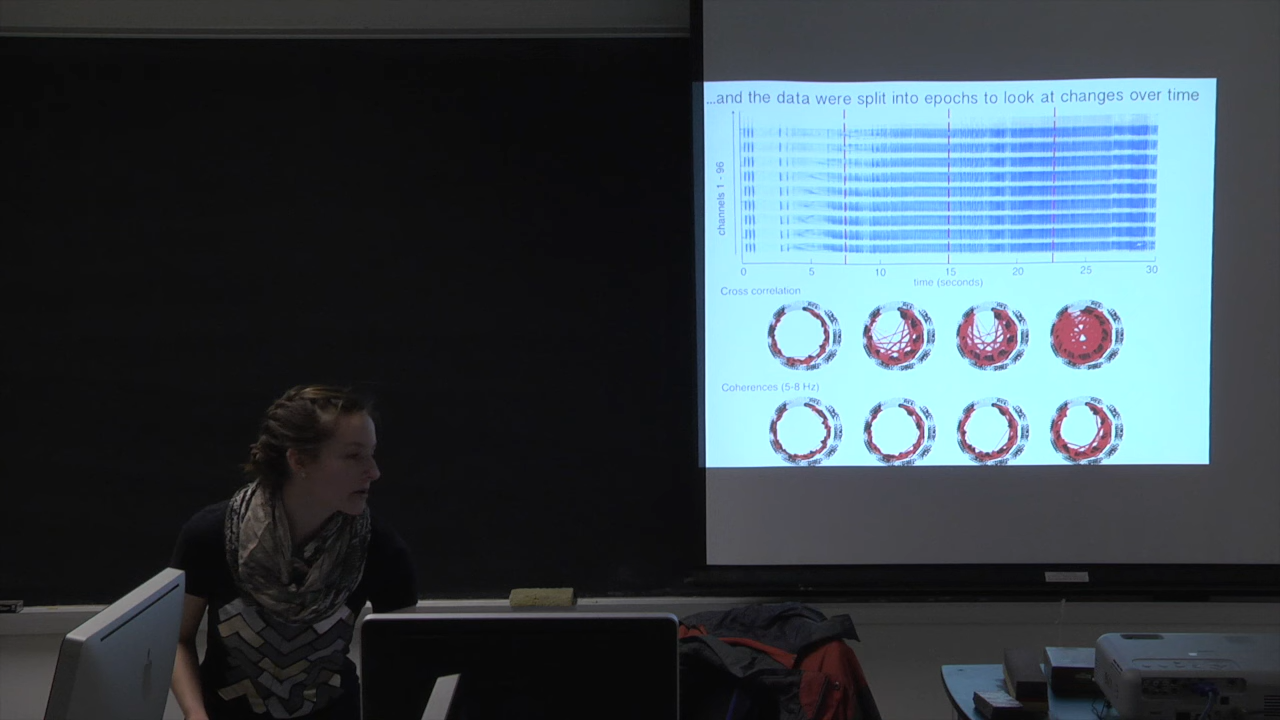 ...and the data were split into epochs to look at changes over time
channels 1 - 96
0 5 10 15 20 25 30
time (seconds)
Cross correlation
Coherences (5-8 Hz)